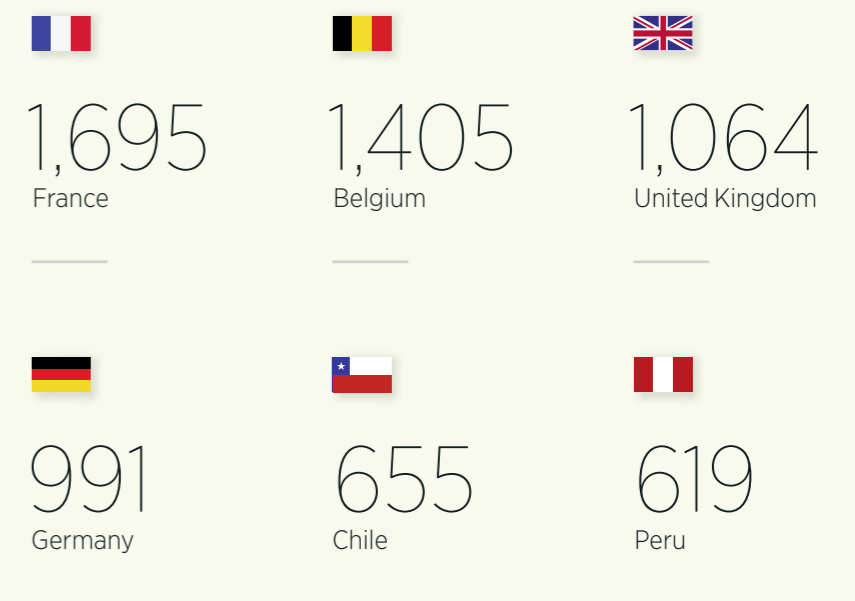 1,695
France
1,405
Belgium
1,064
United Kingdom
991
Germany
655
Chile
619
Peru